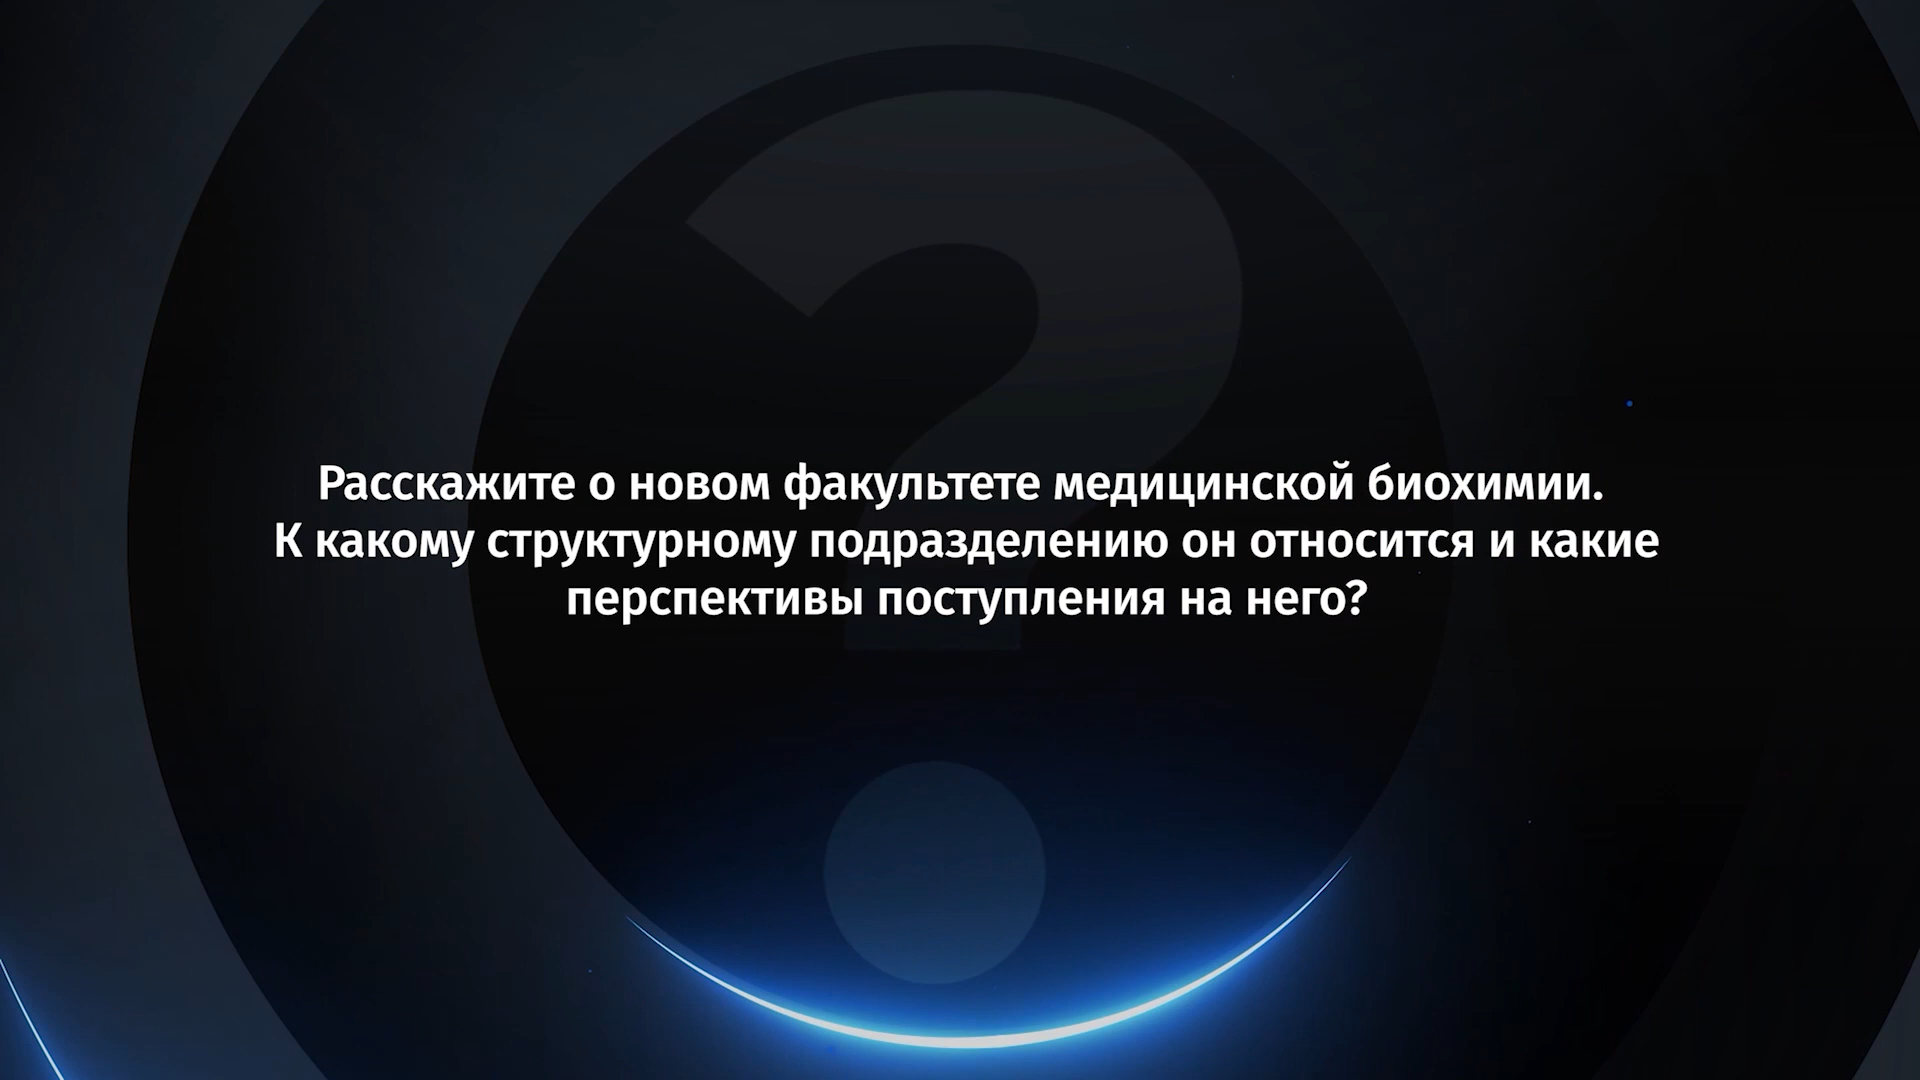 Расскажите о новом факультете медицинской биохимии.
К какому структурному подразделению он относится и какие
перспективы поступления на него?